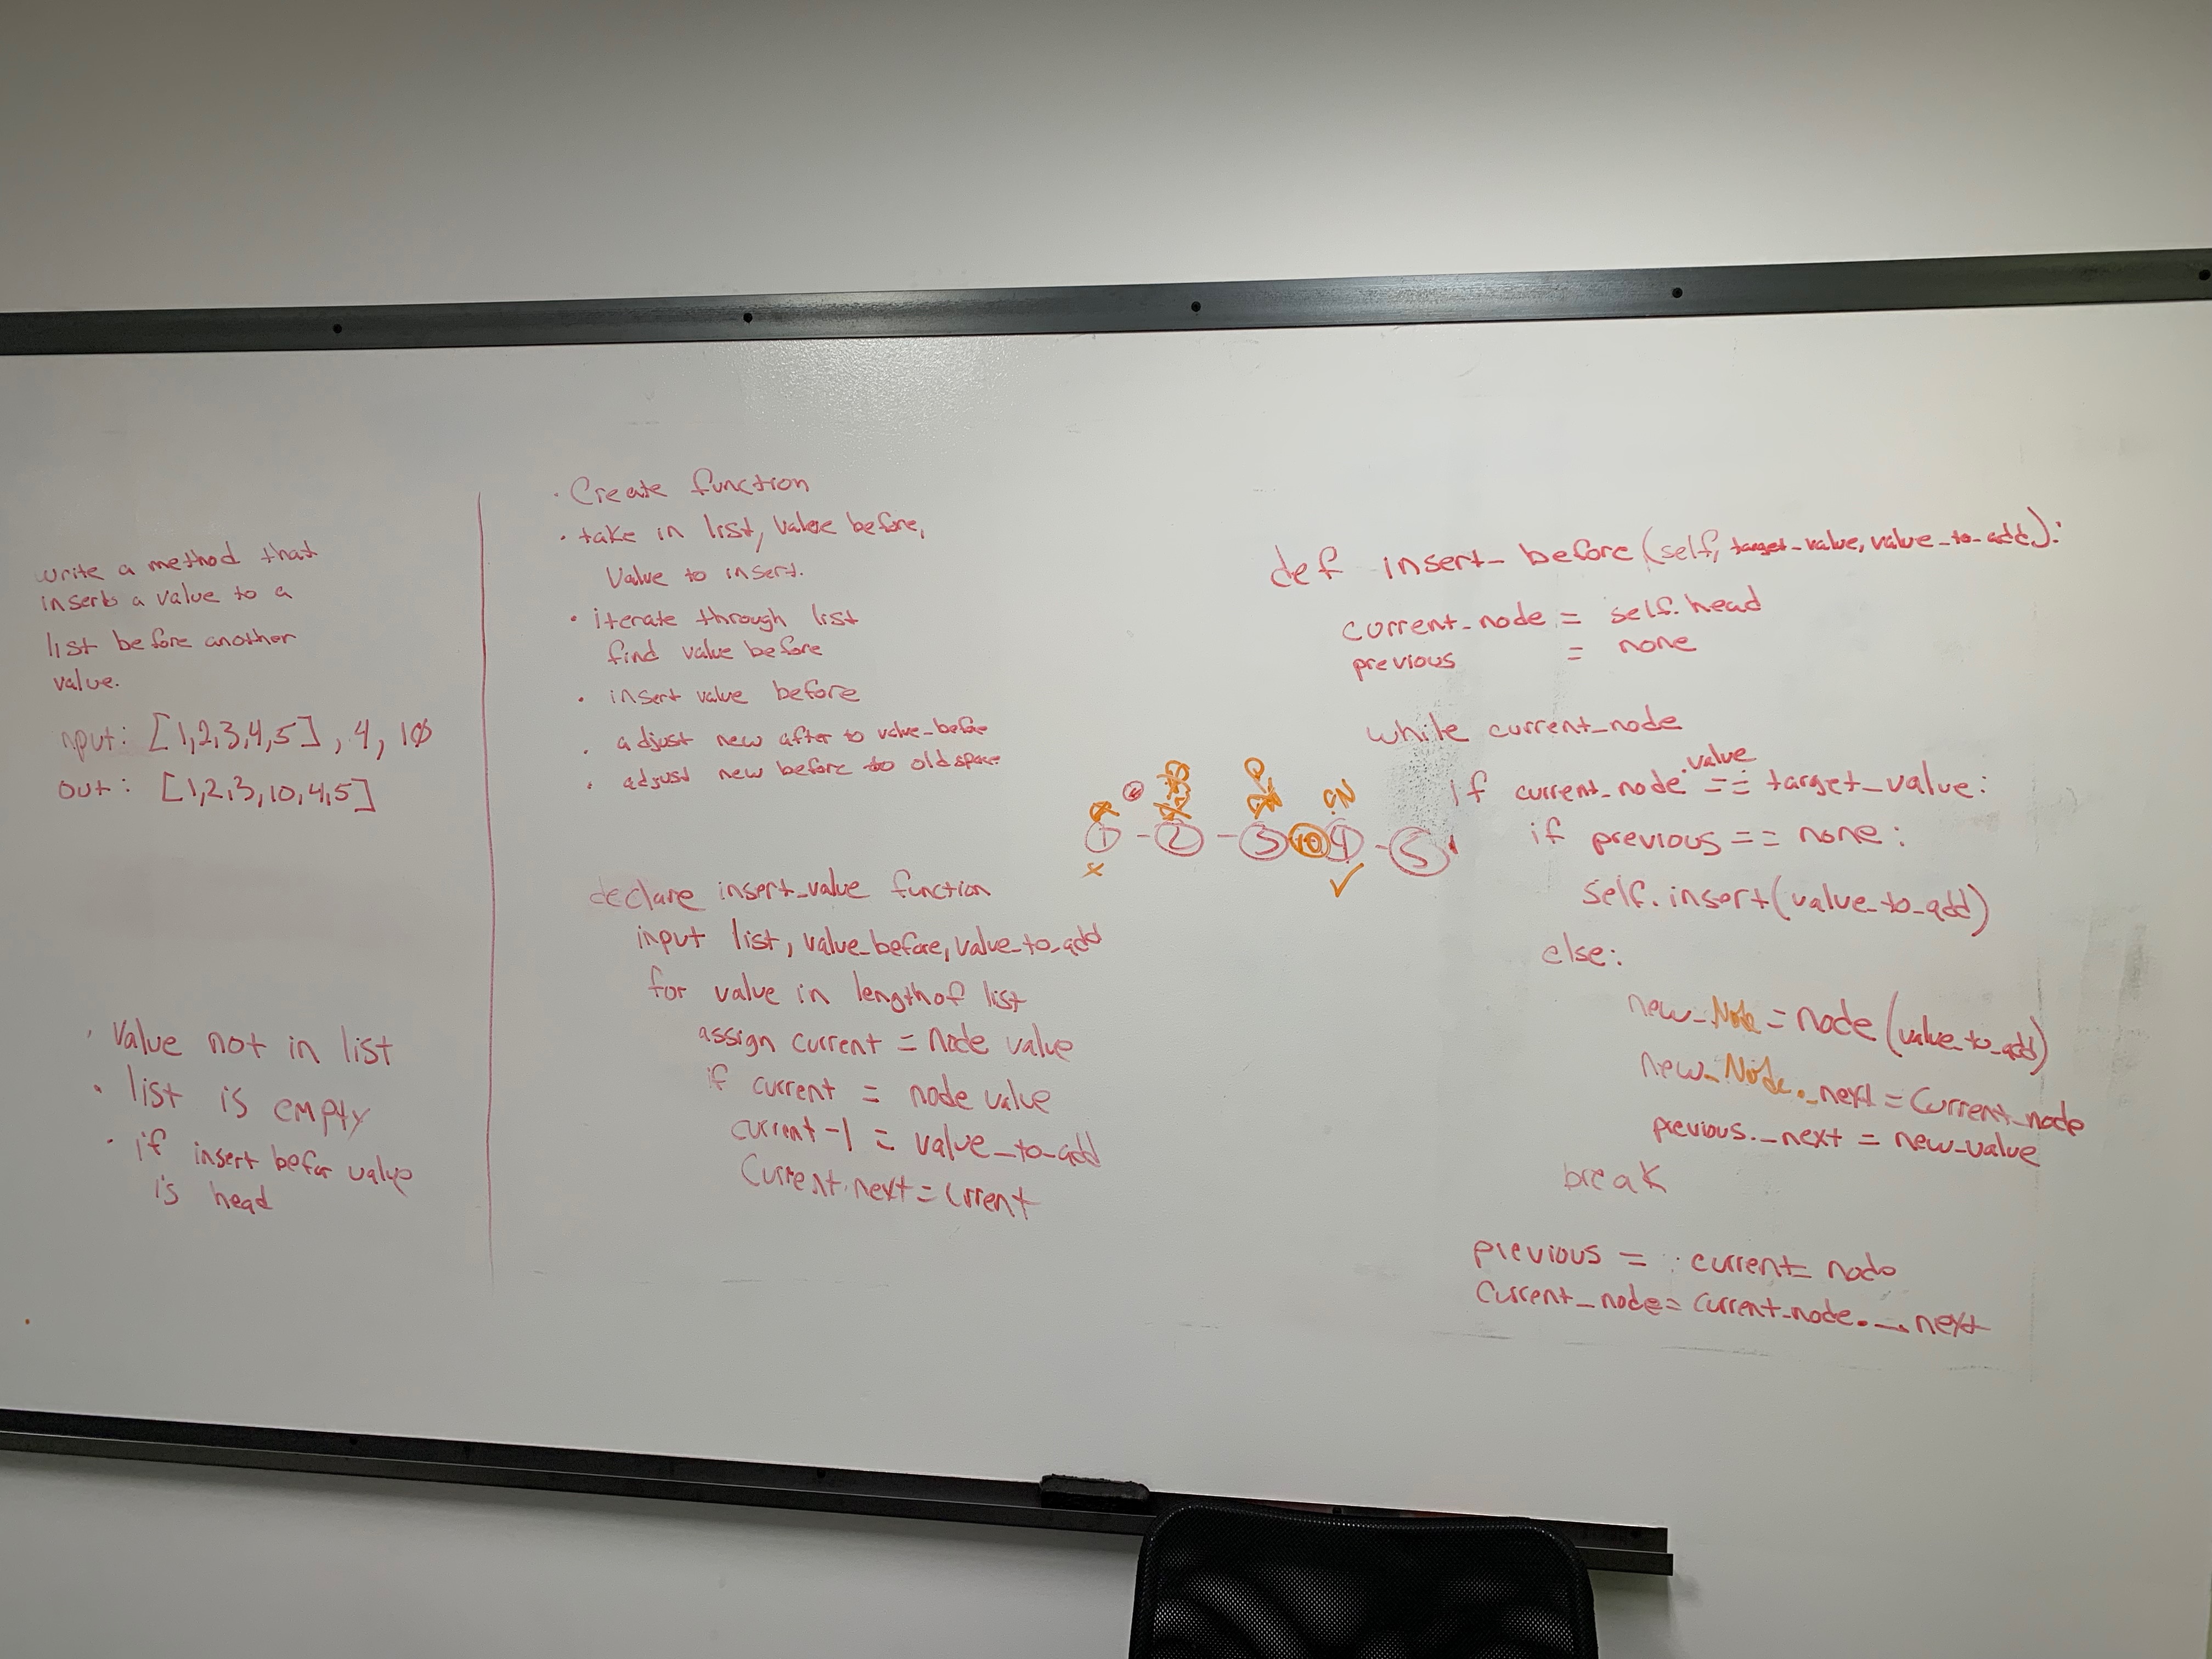 write a method that
inserts a value to a
list before another
value.
nput: [1,2,3,4,5], 4, 10
out: [1,2,3,10,4,5]
· Value not in list
· list is empty
· if insert befor value
is head
· Create function
· take in list, value before,
Value to insert.
· iterate through list
find value before
· insert value before
· adjust new after to value_before
· adjust new before to old space
declare insert_value function
input list, value_before, value_to_add
for value in length of list
assign current = node value
if current = node value
current-1 = value_to_add
Current.next = Crrent
1 - 2 - 3 10 4 - 5
def insert_before(self, target_value, value_to_add):
current_node = self.head
previous = none
while current_node
if current_node.value == target_value:
if previous == none:
self.insert(value_to_add)
else:
new_Node = node (value_to_add)
new_Node._next = Current_node
previous._next = new_value
break
previous = current_node
Current_node = current_node._next